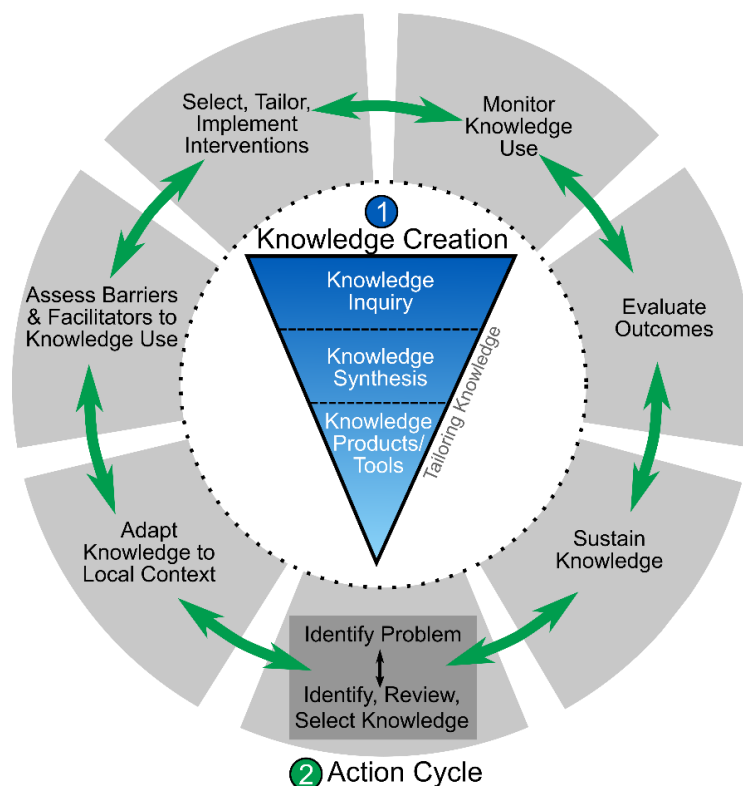 Select, Tailor,
Implement
Interventions
Monitor
Knowledge
Use
1
Knowledge Creation
Knowledge
Inquiry
Assess Barriers
& Facilitators to
Knowledge Use
Evaluate
Outcomes
Knowledge
Synthesis
Tailoring Knowledge
Knowledge
Products/
Tools
Adapt
Knowledge to
Local Context
Sustain
Knowledge
Identify Problem
Identify, Review,
Select Knowledge
2 Action Cycle